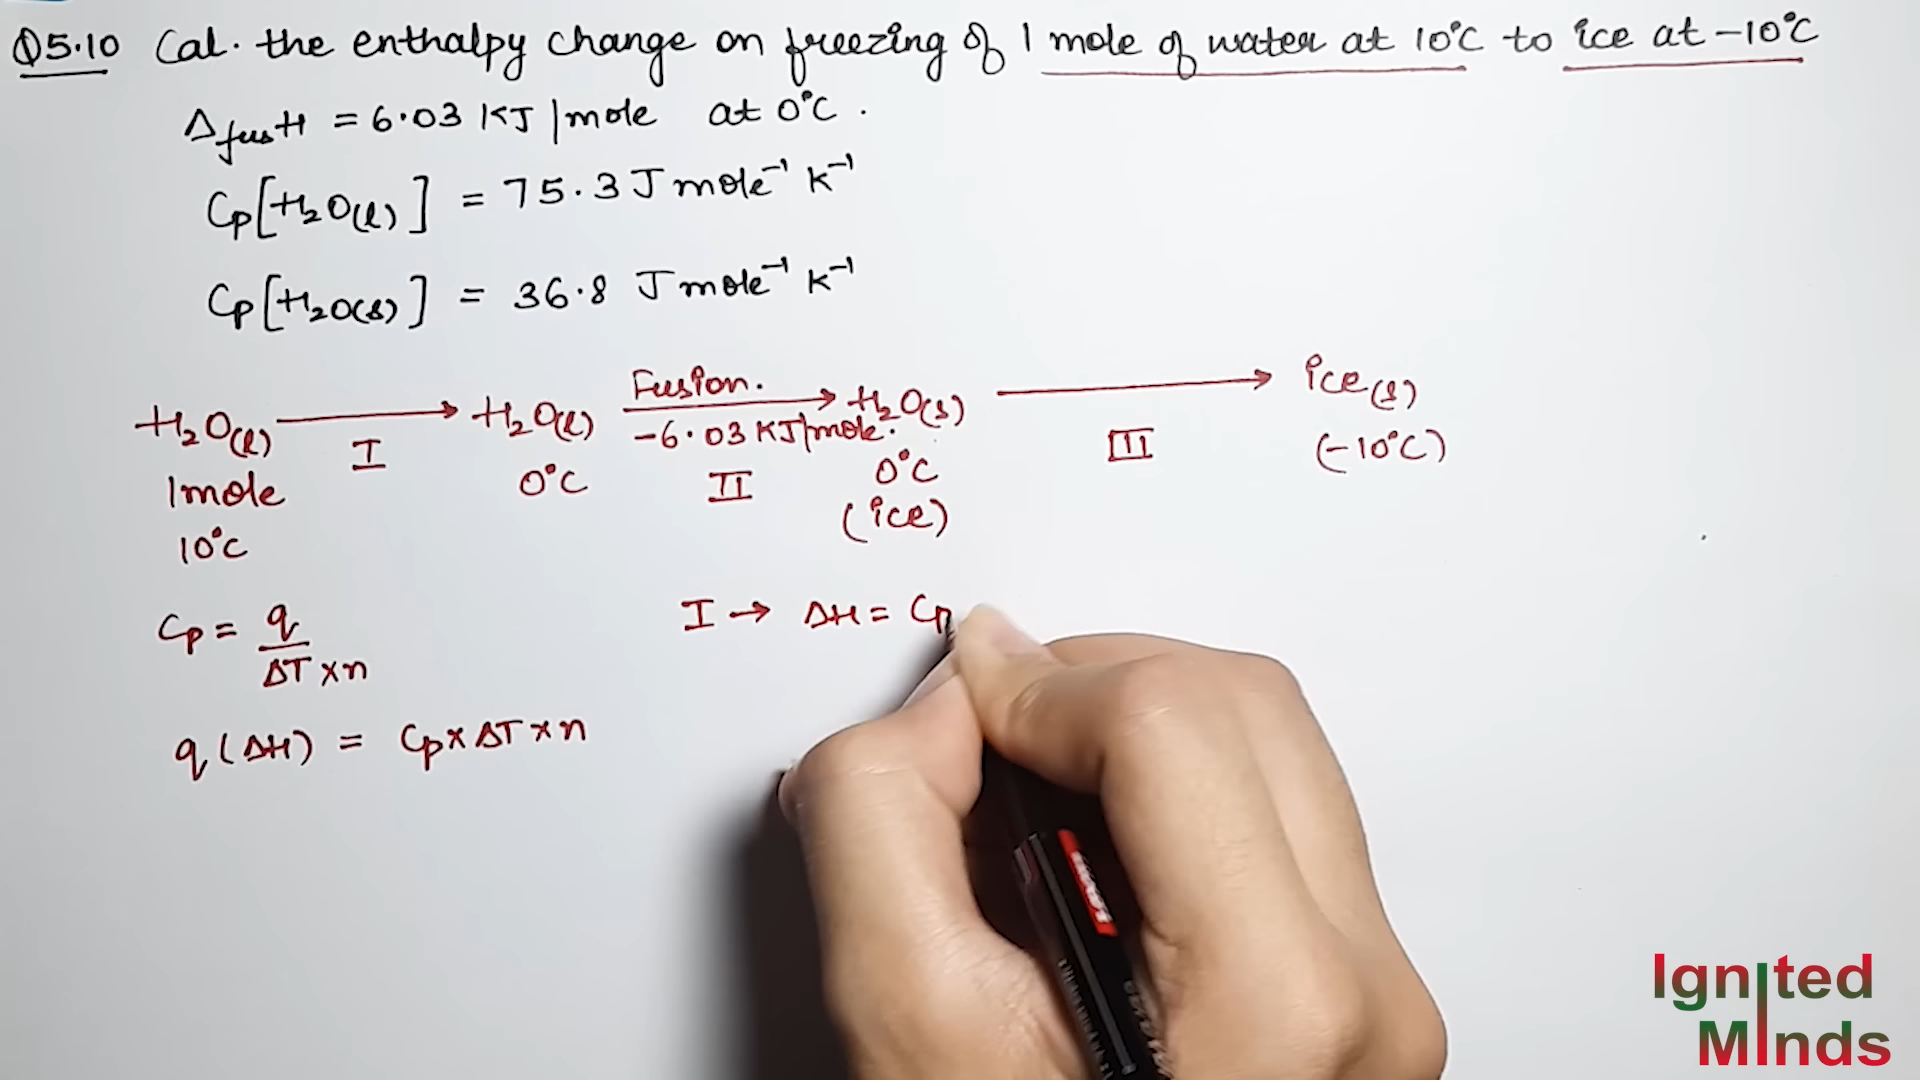 Q5.10 Cal. the enthalpy change on freezing of 1 mole of water at 10°C to ice at -10°C
ΔfusH = 6.03 KJ/mole at 0°C.
Cp[H₂O(l)] = 75.3 J mole⁻¹ K⁻¹
Cp[H₂O(s)] = 36.8 J mole⁻¹ K⁻¹
H₂O(l) → H₂O(l) Fusion. → H₂O(s) → ice(s)
I -6.03 KJ/mole. III (-10°C)
1mole 0°C II 0°C
(ice)
10°C
Cp = q / ΔT × n
I → ΔH = Cp
q (ΔH) = Cp × ΔT × n
Ignited
Minds